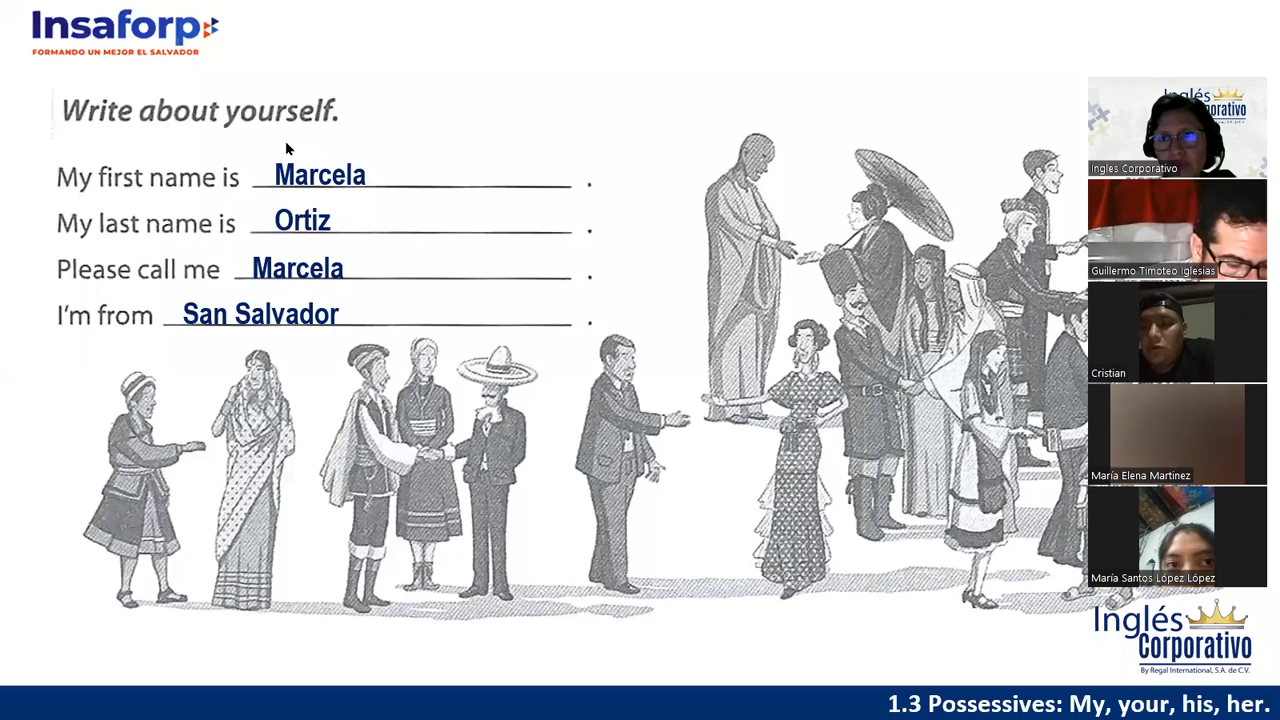 Insaforp
FORMANDO UN MEJOR EL SALVADOR
Write about yourself.
My first name is Marcela .
My last name is Ortiz .
Please call me Marcela .
I'm from San Salvador .
Inglés
Corporativo
Ingles Corporativo
Guillermo Timoteo Iglesias
Cristian
María Elena Martinez
María Santos López López
Inglés
Corporativo
By Regal International, S.A. de C.V.
1.3 Possessives: My, your, his, her.